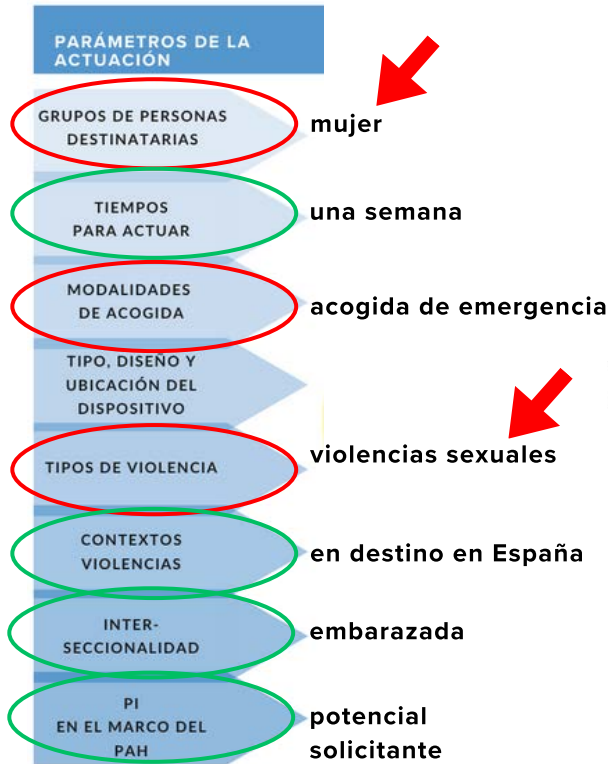 PARÁMETROS DE LA
ACTUACIÓN
GRUPOS DE PERSONAS
DESTINATARIAS
mujer
TIEMPOS
PARA ACTUAR
una semana
MODALIDADES
DE ACOGIDA
acogida de emergencia
TIPO, DISEÑO Y
UBICACIÓN DEL
DISPOSITIVO
TIPOS DE VIOLENCIA
violencias sexuales
CONTEXTOS
VIOLENCIAS
en destino en España
INTER-
SECCIONALIDAD
embarazada
PI
EN EL MARCO DEL
PAH
potencial
solicitante